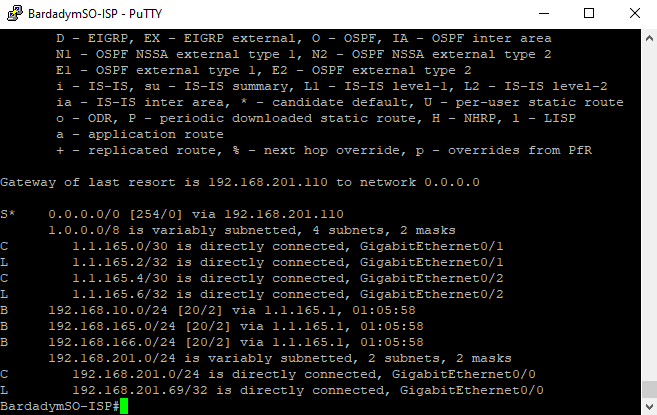 BardadymSO-ISP - PuTTY
D - EIGRP, EX - EIGRP external, O - OSPF, IA - OSPF inter area
N1 - OSPF NSSA external type 1, N2 - OSPF NSSA external type 2
E1 - OSPF external type 1, E2 - OSPF external type 2
i - IS-IS, su - IS-IS summary, L1 - IS-IS level-1, L2 - IS-IS level-2
ia - IS-IS inter area, * - candidate default, U - per-user static route
o - ODR, P - periodic downloaded static route, H - NHRP, l - LISP
a - application route
+ - replicated route, % - next hop override, p - overrides from PfR
Gateway of last resort is 192.168.201.110 to network 0.0.0.0
S*    0.0.0.0/0 [254/0] via 192.168.201.110
      1.0.0.0/8 is variably subnetted, 4 subnets, 2 masks
C        1.1.165.0/30 is directly connected, GigabitEthernet0/1
L        1.1.165.2/32 is directly connected, GigabitEthernet0/1
C        1.1.165.4/30 is directly connected, GigabitEthernet0/2
L        1.1.165.6/32 is directly connected, GigabitEthernet0/2
B     192.168.10.0/24 [20/2] via 1.1.165.1, 01:05:58
B     192.168.165.0/24 [20/2] via 1.1.165.1, 01:05:58
B     192.168.166.0/24 [20/2] via 1.1.165.1, 01:05:58
      192.168.201.0/24 is variably subnetted, 2 subnets, 2 masks
C        192.168.201.0/24 is directly connected, GigabitEthernet0/0
L        192.168.201.69/32 is directly connected, GigabitEthernet0/0
BardadymSO-ISP#